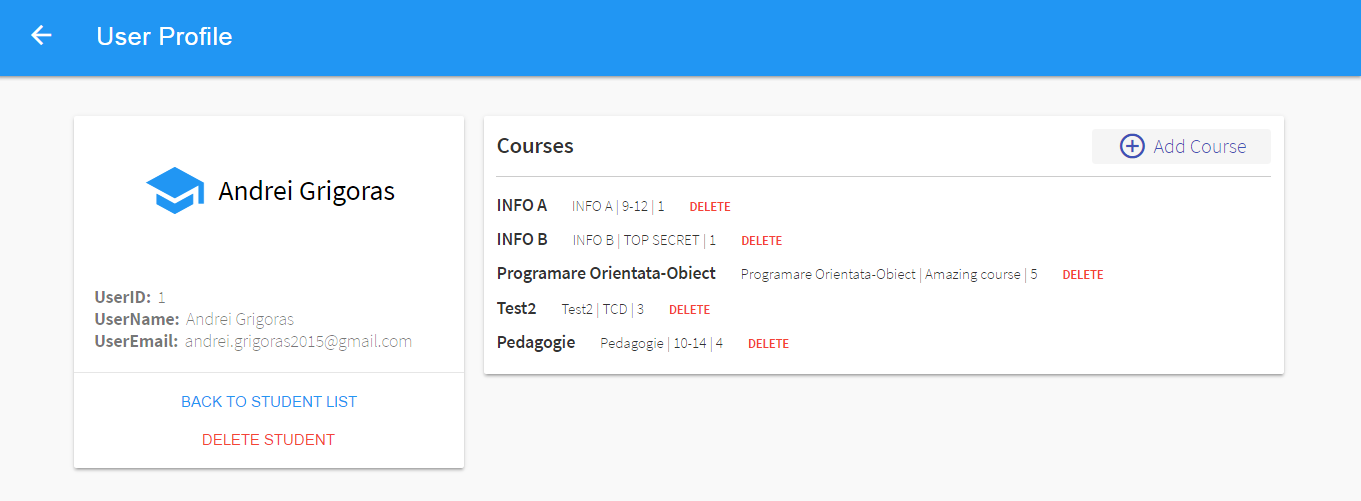 User Profile
Andrei Grigoras
UserID: 1
UserName: Andrei Grigoras
UserEmail: andrei.grigoras2015@gmail.com
BACK TO STUDENT LIST
DELETE STUDENT
Courses
Add Course
INFO A INFO A | 9-12 | 1 DELETE
INFO B INFO B | TOP SECRET | 1 DELETE
Programare Orientata-Obiect Programare Orientata-Obiect | Amazing course | 5 DELETE
Test2 Test2 | TCD | 3 DELETE
Pedagogie Pedagogie | 10-14 | 4 DELETE